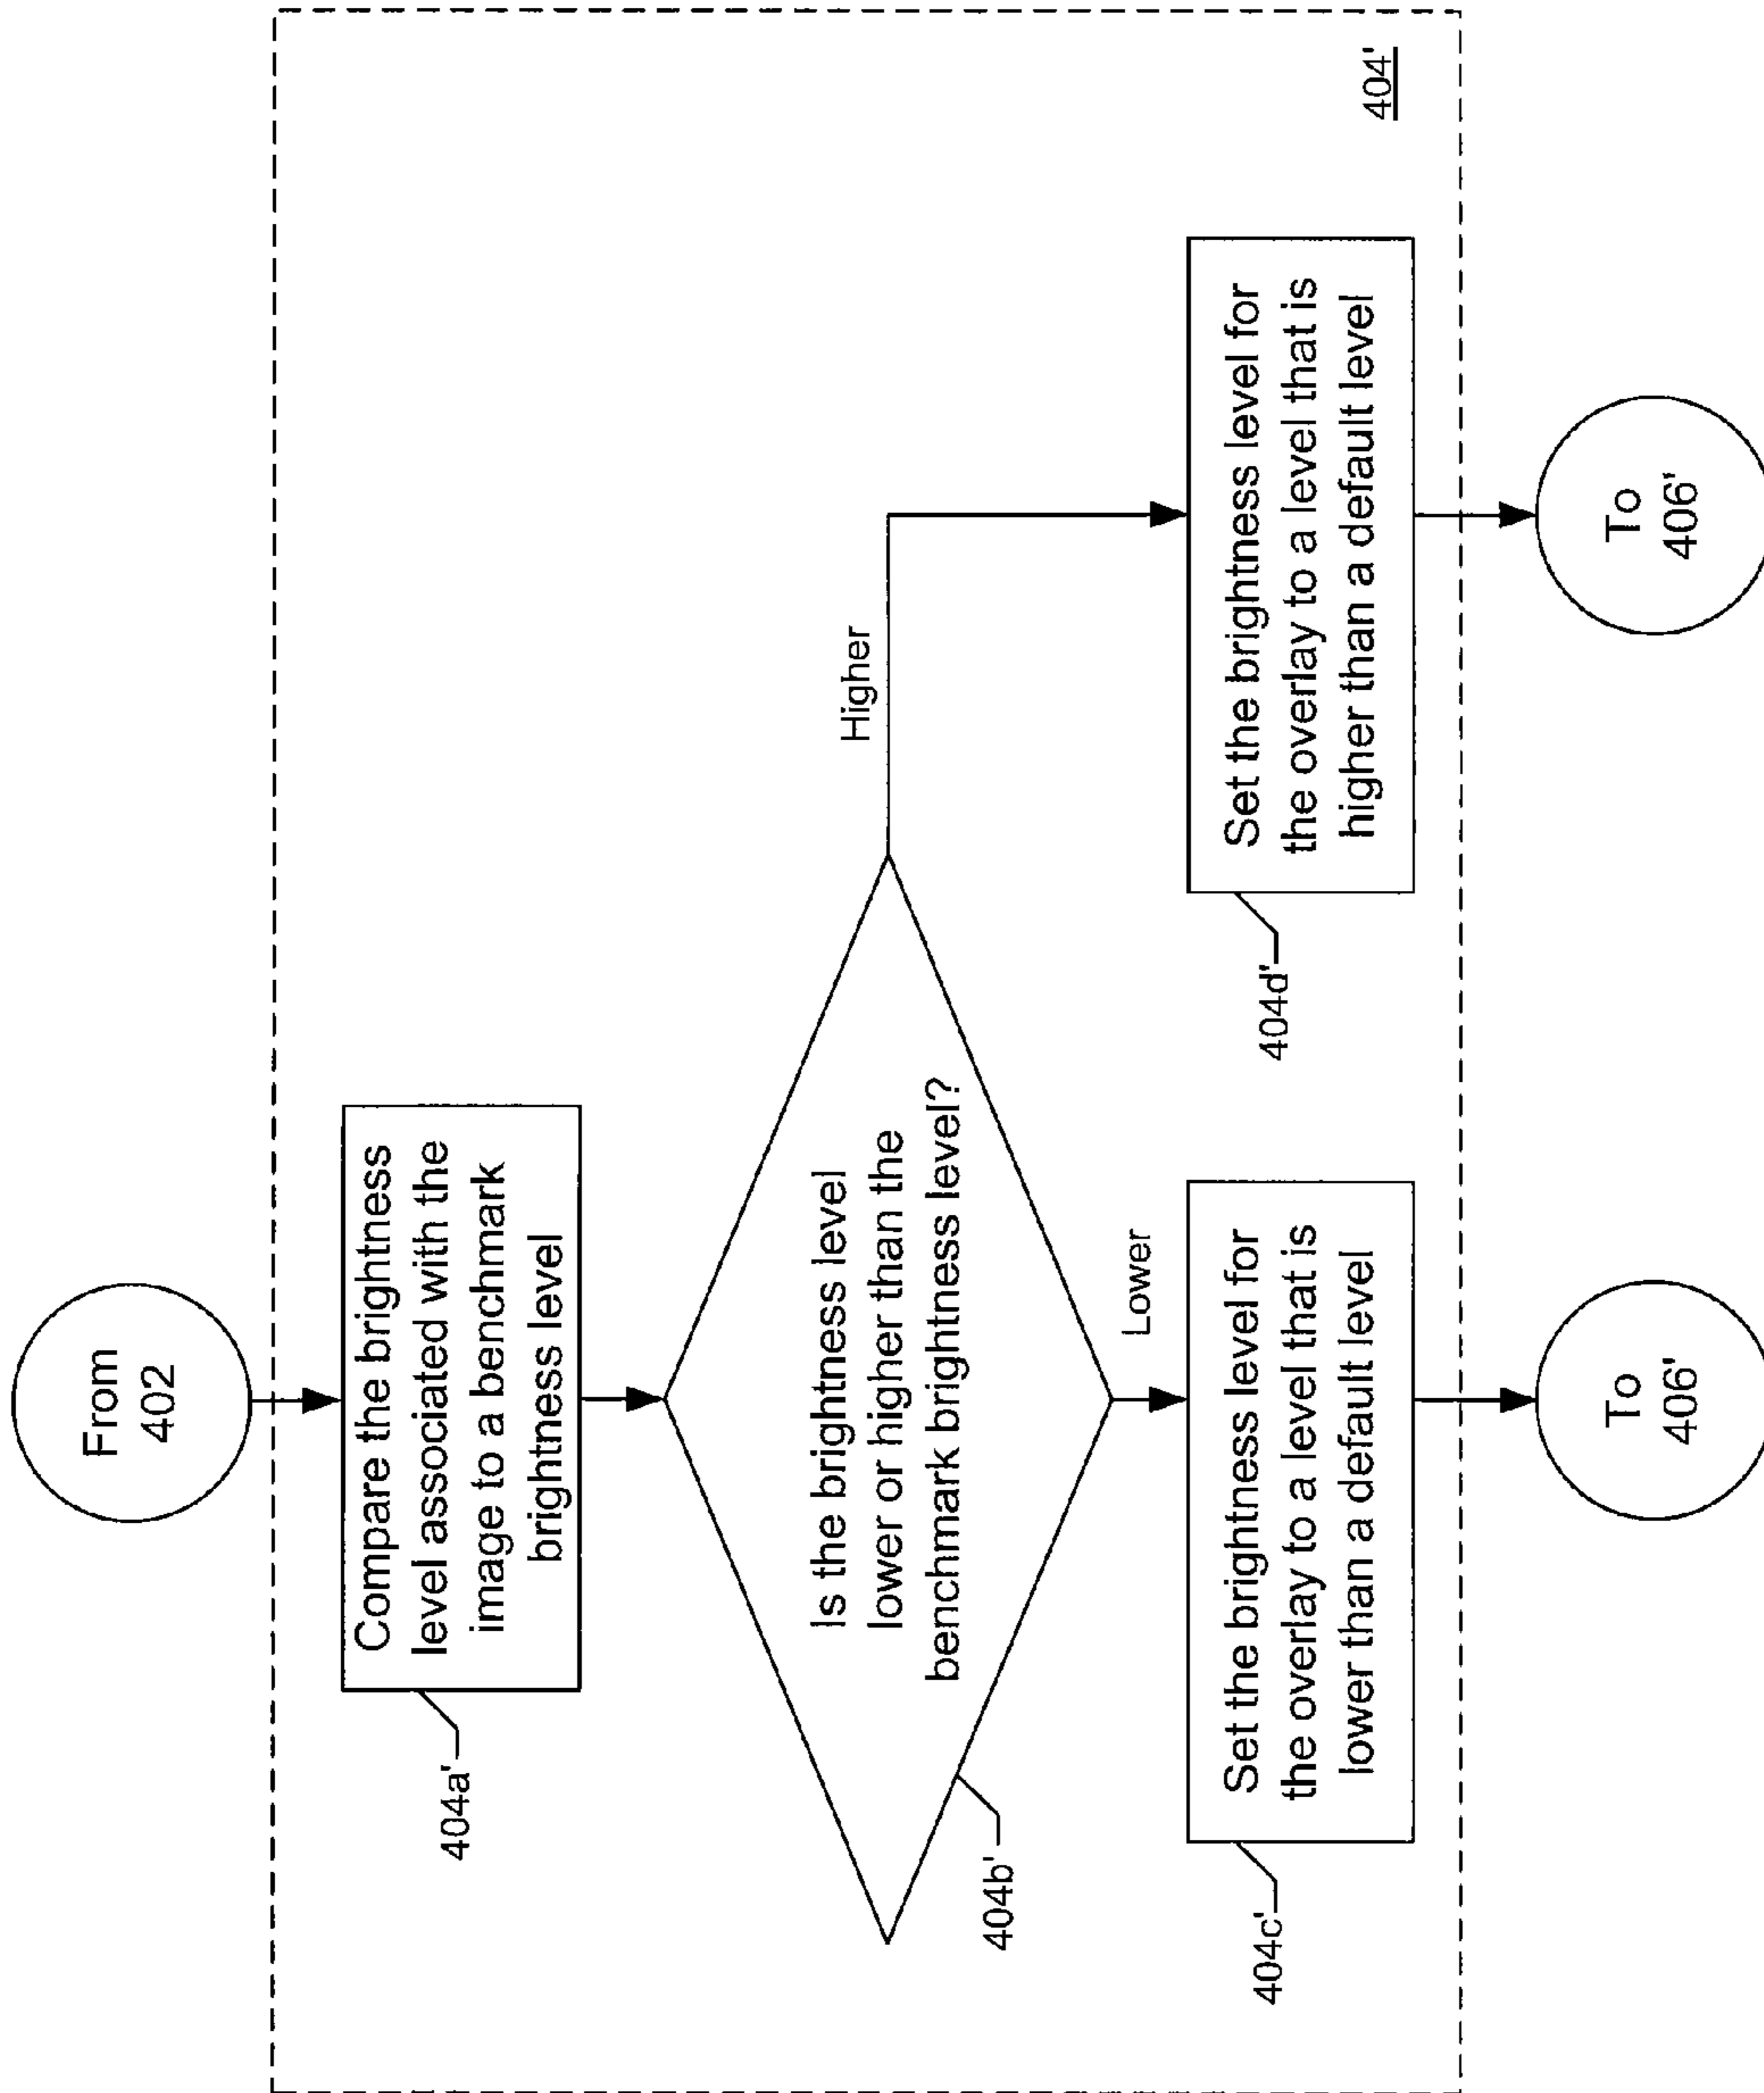 From
402
Compare the brightness
level associated with the
image to a benchmark
brightness level
404a'
Is the brightness level
lower or higher than the
benchmark brightness level?
404b'
Higher
Lower
Set the brightness level for
the overlay to a level that is
lower than a default level
404c'
Set the brightness level for
the overlay to a level that is
higher than a default level
404d'
404'
To
406'
To
406'